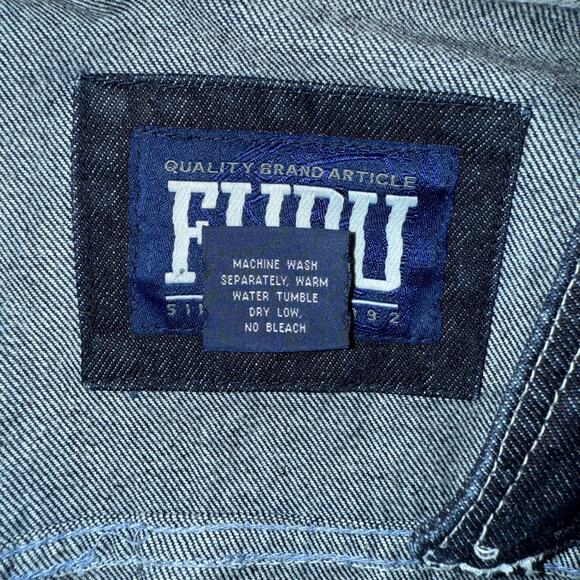 QUALITY BRAND ARTICLE
FUBU
MACHINE WASH
SEPARATELY, WARM
WATER TUMBLE
DRY LOW,
NO BLEACH